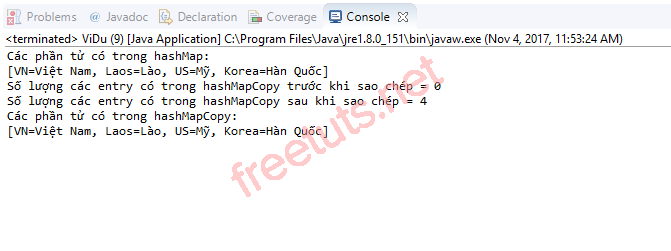 Problems @ Javadoc Declaration Coverage Console
<terminated> ViDu (9) [Java Application] C:\Program Files\Java\jre1.8.0_151\bin\javaw.exe (Nov 4, 2017, 11:53:24 AM)
Các phần tử có trong hashMap:
[VN=Việt Nam, Laos=Lào, US=Mỹ, Korea=Hàn Quốc]
Số lượng các entry có trong hashMapCopy trước khi sao chép = 0
Số lượng các entry có trong hashMapCopy sau khi sao chép = 4
Các phần tử có trong hashMapCopy:
[VN=Việt Nam, Laos=Lào, US=Mỹ, Korea=Hàn Quốc]
freetuts.net